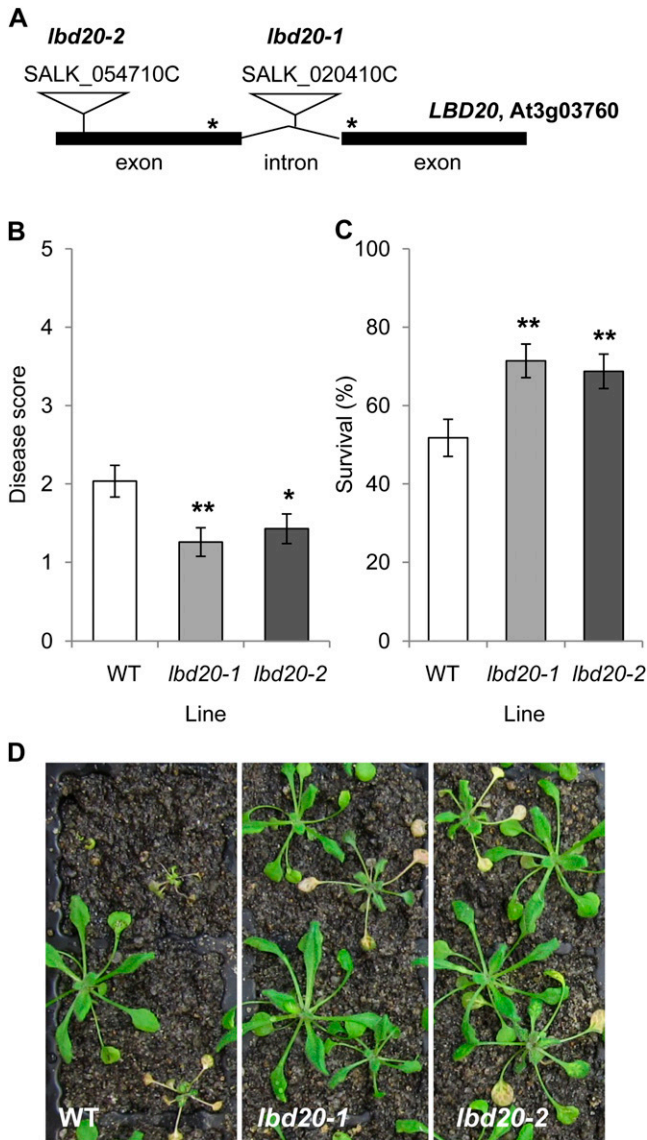 A
lbd20-2 lbd20-1
SALK_054710C SALK_020410C
LBD20, At3g03760
* *
exon intron exon
B
Disease score
5
4
3
2
1
0
**
*
WT lbd20-1 lbd20-2
Line
C
Survival (%)
100
80
60
40
20
0
** **
WT lbd20-1 lbd20-2
Line
D
WT lbd20-1 lbd20-2